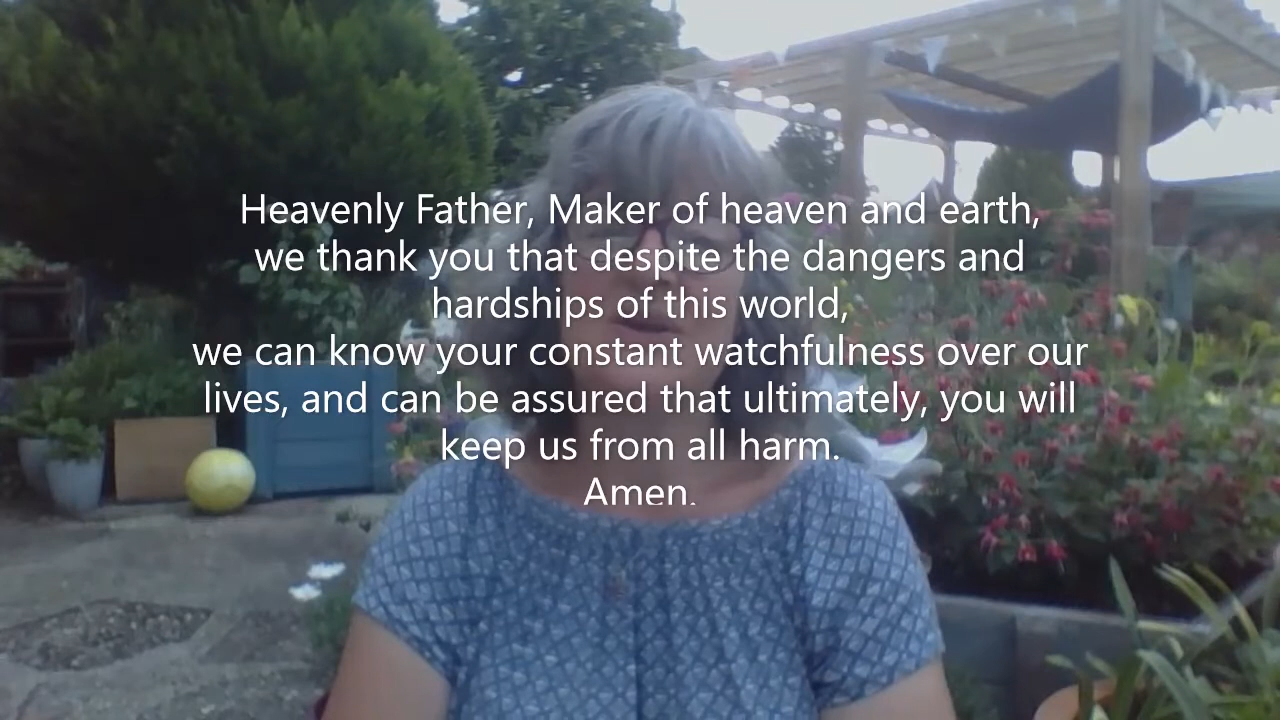 Heavenly Father, Maker of heaven and earth,
we thank you that despite the dangers and
hardships of this world,
we can know your constant watchfulness over our
lives, and can be assured that ultimately, you will
keep us from all harm.
Amen.